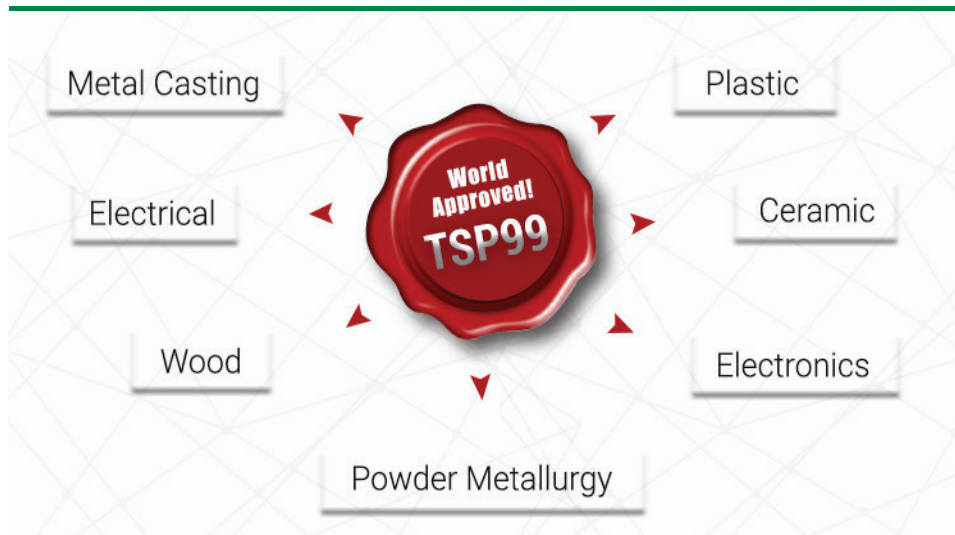 Metal Casting
Plastic
World
Approved!
TSP99
Electrical
Ceramic
Wood
Electronics
Powder Metallurgy